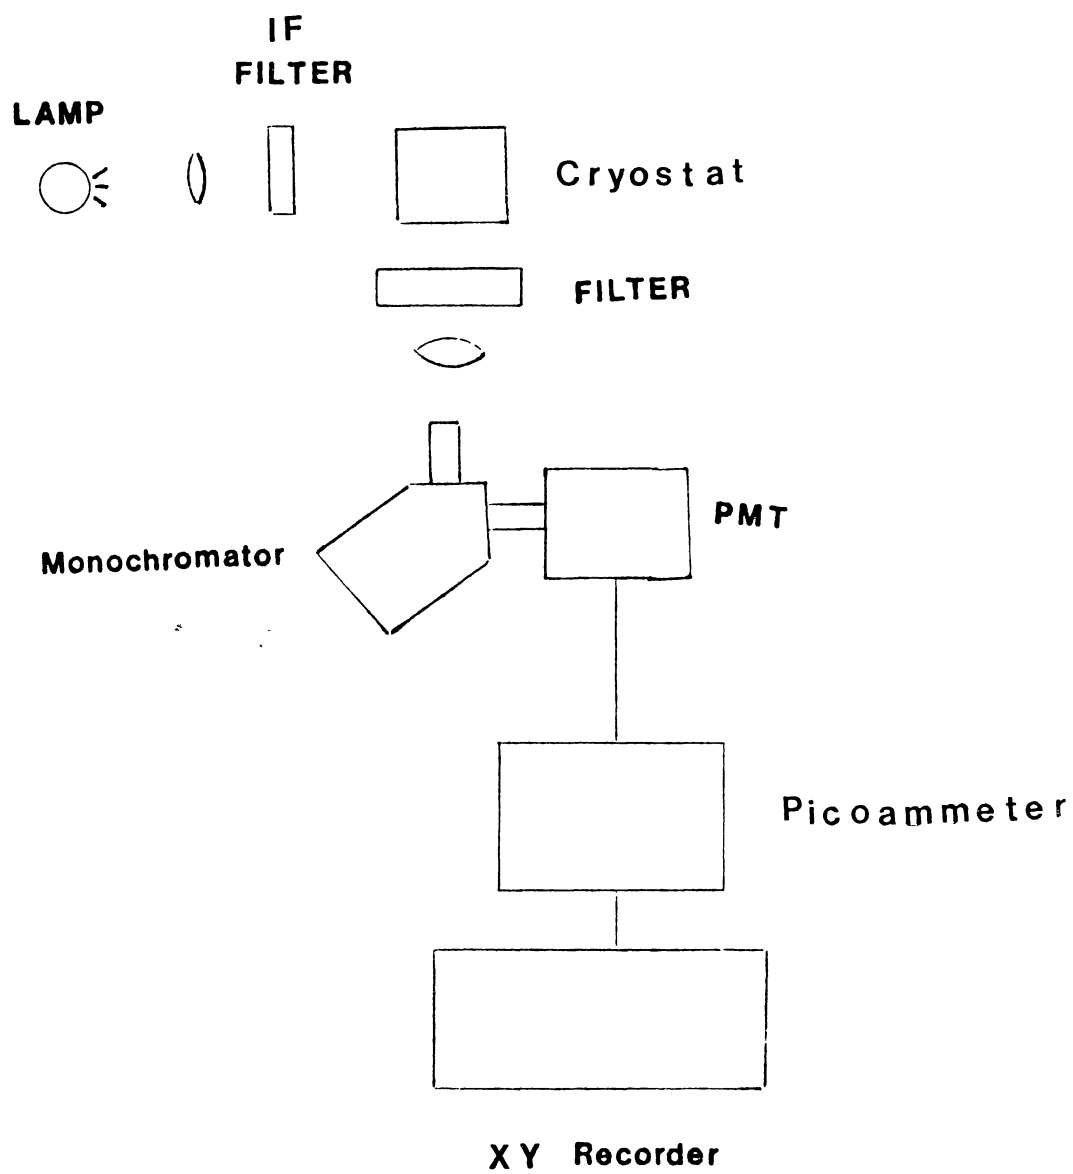 IF
FILTER
LAMP
Cryostat
FILTER
PMT
Monochromator
Picoammeter
XY Recorder